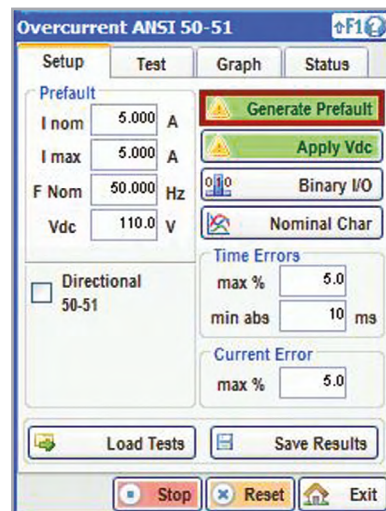 Overcurrent ANSI 50-51 F1
Setup Test Graph Status
Prefault
I nom 5.000 A
I max 5.000 A
F Nom 50.000 Hz
Vdc 110.0 V
Directional
50-51
Generate Prefault
Apply Vdc
Binary I/O
Nominal Char
Time Errors
max % 5.0
min abs 10 ms
Current Error
max % 5.0
Load Tests Save Results
Stop Reset Exit